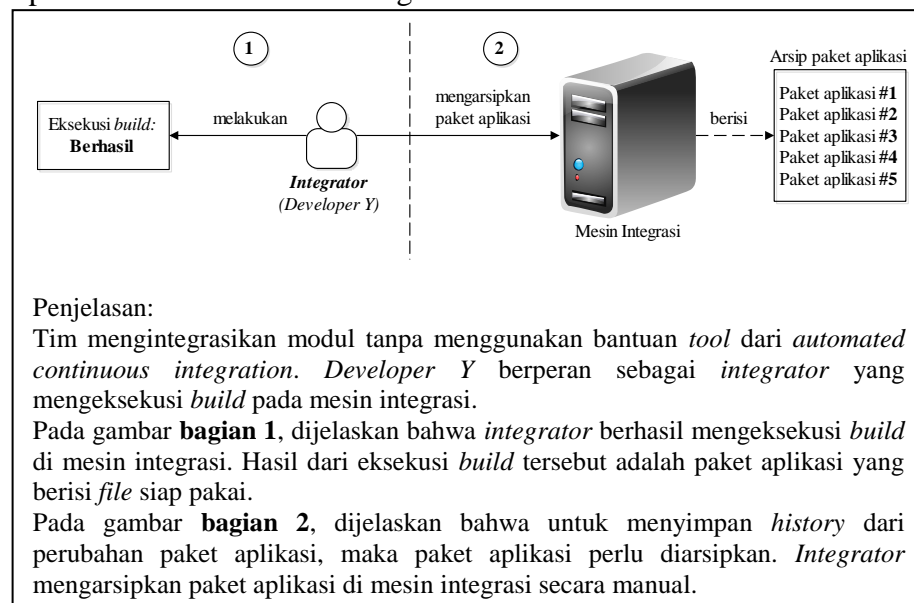 1
2
Arsip paket aplikasi
Eksekusi build:
Berhasil
melakukan
mengarsipkan
paket aplikasi
berisi
Paket aplikasi #1
Paket aplikasi #2
Paket aplikasi #3
Paket aplikasi #4
Paket aplikasi #5
Integrator
(Developer Y)
Mesin Integrasi
Penjelasan:
Tim mengintegrasikan modul tanpa menggunakan bantuan tool dari automated
continuous integration. Developer Y berperan sebagai integrator yang
mengeksekusi build pada mesin integrasi.
Pada gambar bagian 1, dijelaskan bahwa integrator berhasil mengeksekusi build
di mesin integrasi. Hasil dari eksekusi build tersebut adalah paket aplikasi yang
berisi file siap pakai.
Pada gambar bagian 2, dijelaskan bahwa untuk menyimpan history dari
perubahan paket aplikasi, maka paket aplikasi perlu diarsipkan. Integrator
mengarsipkan paket aplikasi di mesin integrasi secara manual.